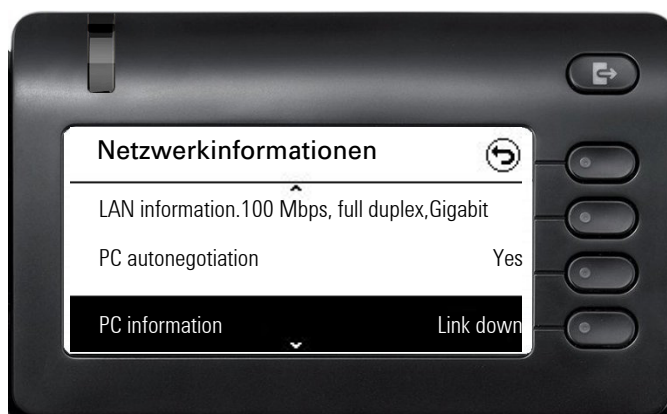 Netzwerkinformationen
LAN information.100 Mbps, full duplex,Gigabit
PC autonegotiation Yes
PC information Link down